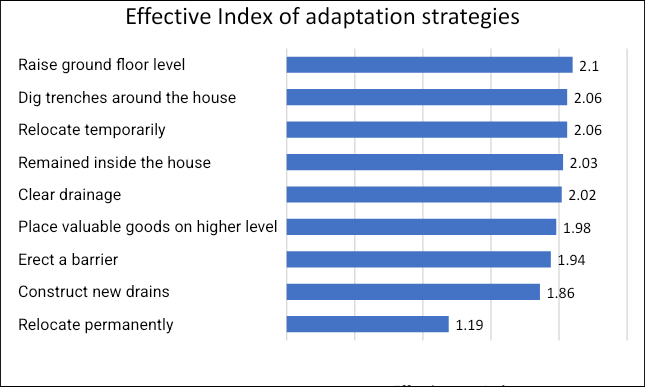 Effective Index of adaptation strategies
Raise ground floor level 2.1
Dig trenches around the house 2.06
Relocate temporarily 2.06
Remained inside the house 2.03
Clear drainage 2.02
Place valuable goods on higher level 1.98
Erect a barrier 1.94
Construct new drains 1.86
Relocate permanently 1.19